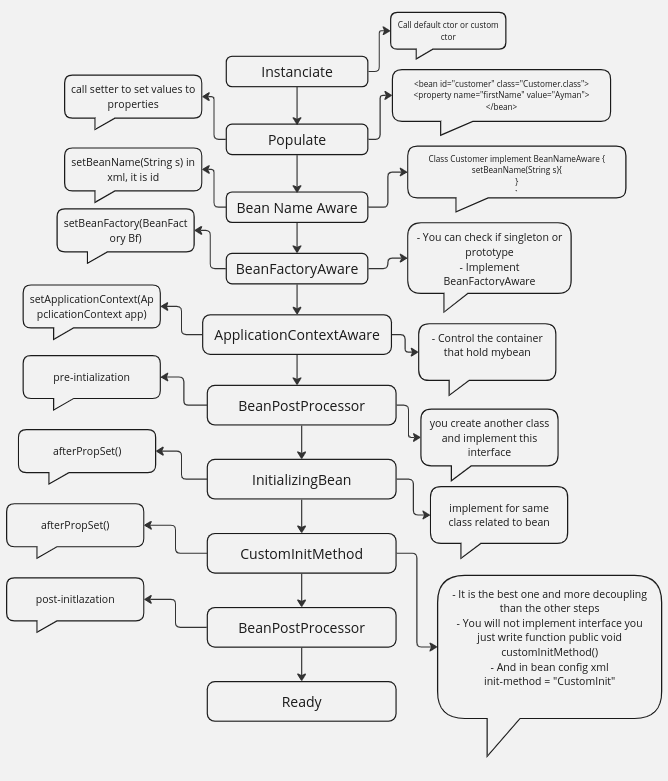 Call default ctor or custom
ctor
Instanciate
call setter to set values to
properties
<bean id="customer" class="Customer.class">
<property name="firstName" value="Ayman">
</bean>
Populate
setBeanName(String s) in
xml, it is id
Class Customer implement BeanNameAware {
setBeanName(String s){
}
Bean Name Aware
setBeanFactory(BeanFact
ory Bf)
- You can check if singleton or
prototype
- Implement
BeanFactoryAware
BeanFactoryAware
setApplicationContext(Ap
pclicationContext app)
ApplicationContextAware
- Control the container
that hold mybean
pre-intialization
BeanPostProcessor
you create another class
and implement this
interface
afterPropSet()
InitializingBean
implement for same
class related to bean
afterPropSet()
CustomInitMethod
- It is the best one and more decoupling
than the other steps
- You will not implement interface you
just write function public void
customInitMethod()
- And in bean config xml
init-method = "CustomInit"
post-initlazation
BeanPostProcessor
Ready